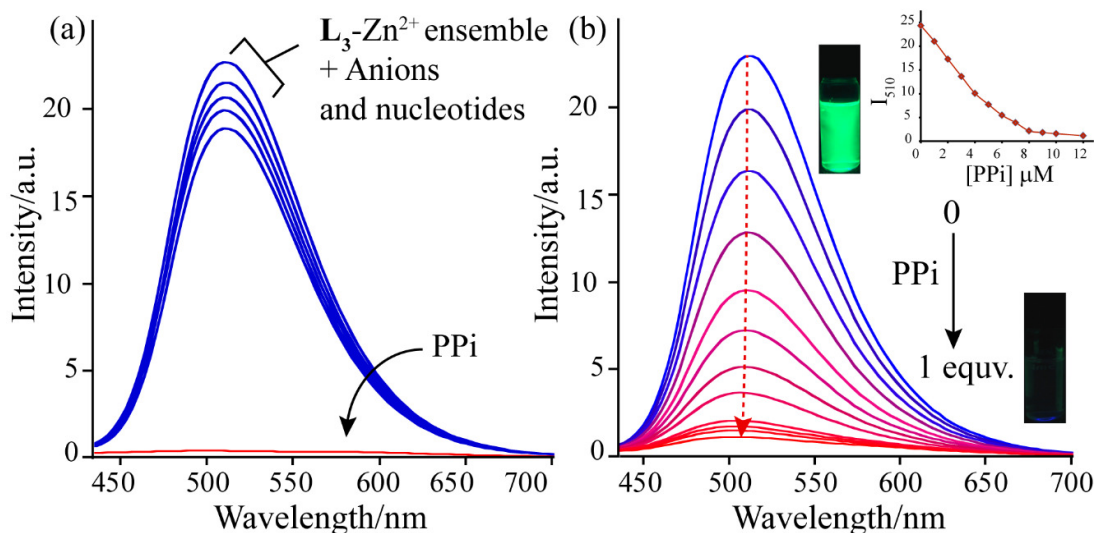 (a)
L₃-Zn²⁺ ensemble
+ Anions
and nucleotides
PPi
Intensity/a.u.
20
15
10
5
0
450 500 550 600 650 700
Wavelength/nm
(b)
Intensity/a.u.
20
15
10
5
0
450 500 550 600 650 700
Wavelength/nm
I₅₁₀
25
20
15
10
5
0
0 2 4 6 8 10 12
[PPi] μM
0
PPi
1 equv.